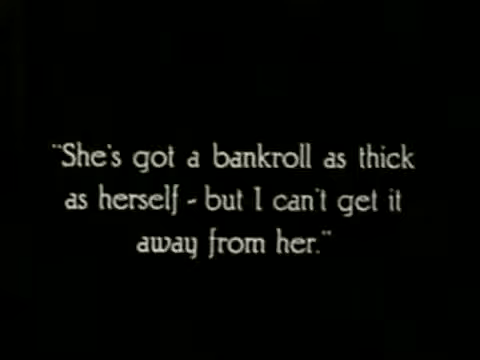 "She's got a bankroll as thick
as herself - but I can't get it
away from her."